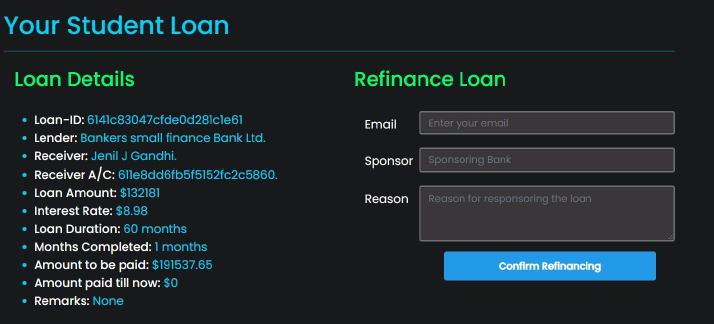 Your Student Loan
Loan Details
Loan-ID: 6141c83047cfde0d281c1e61
Lender: Bankers small finance Bank Ltd.
Receiver: Jenil J Gandhi.
Receiver A/C: 611e8dd6fb5f5152fc2c5860.
Loan Amount: $132181
Interest Rate: $8.98
Loan Duration: 60 months
Months Completed: 1 months
Amount to be paid: $191537.65
Amount paid till now: $0
Remarks: None
Refinance Loan
Email Enter your email
Sponsor Sponsoring Bank
Reason Reason for responsoring the loan
Confirm Refinancing